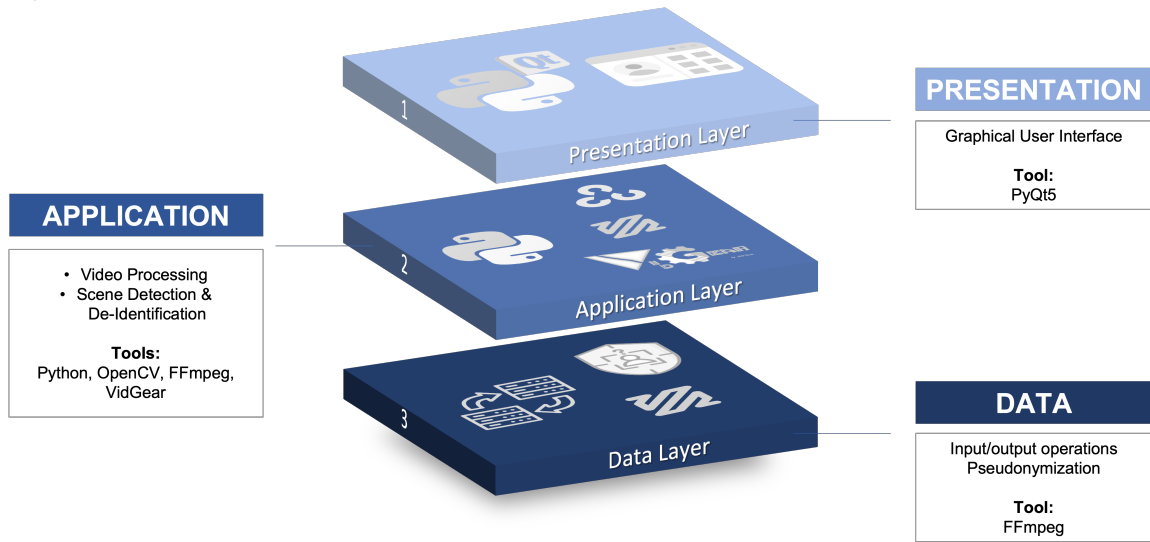 Qt
1
Presentation Layer
PRESENTATION
Graphical User Interface
Tool:
PyQt5
APPLICATION
• Video Processing
• Scene Detection &
De-Identification
Tools:
Python, OpenCV, FFmpeg,
VidGear
2
Application Layer
3
Data Layer
DATA
Input/output operations
Pseudonymization
Tool:
FFmpeg